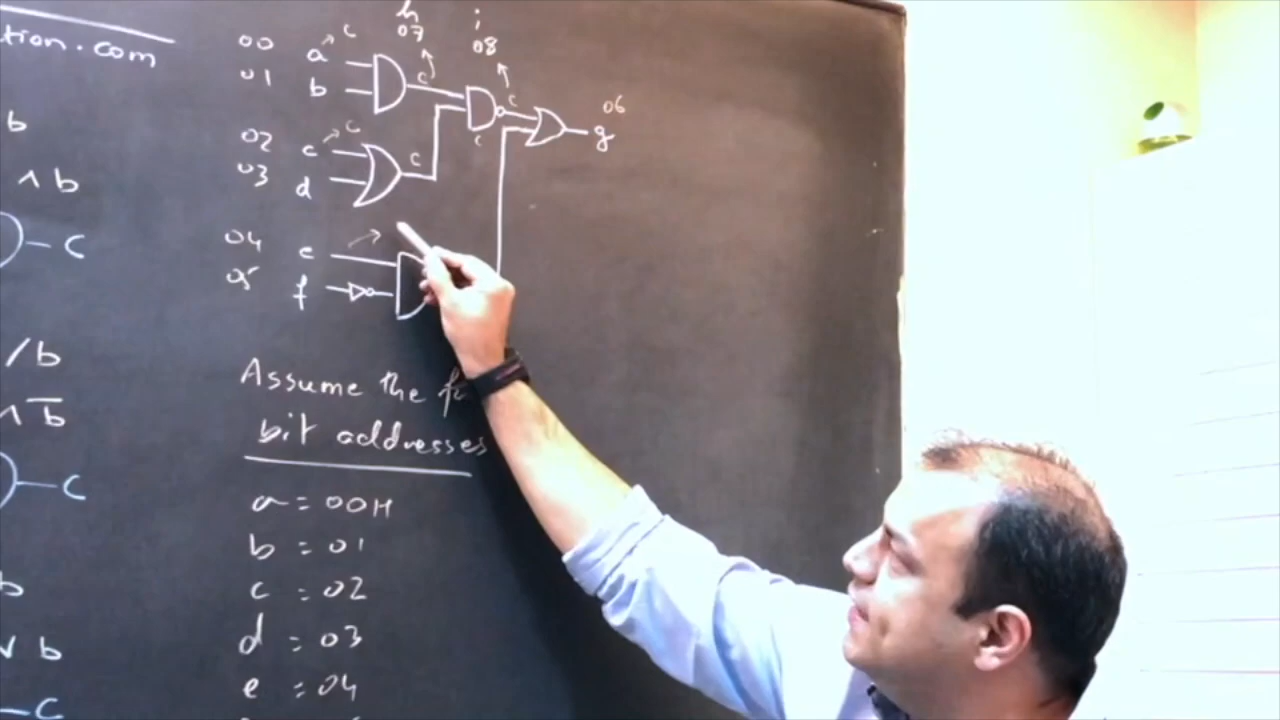 tion.com
b
∧ b
C
/b
∧ b̅
C
b
∨ b
C
h
07
i
08
00 a c
01 b
c
c
c
02 c c
03 d
c
06
g
04 e
05 f
Assume the
bit addresses
a = 00H
b = 01
c = 02
d = 03
e = 04